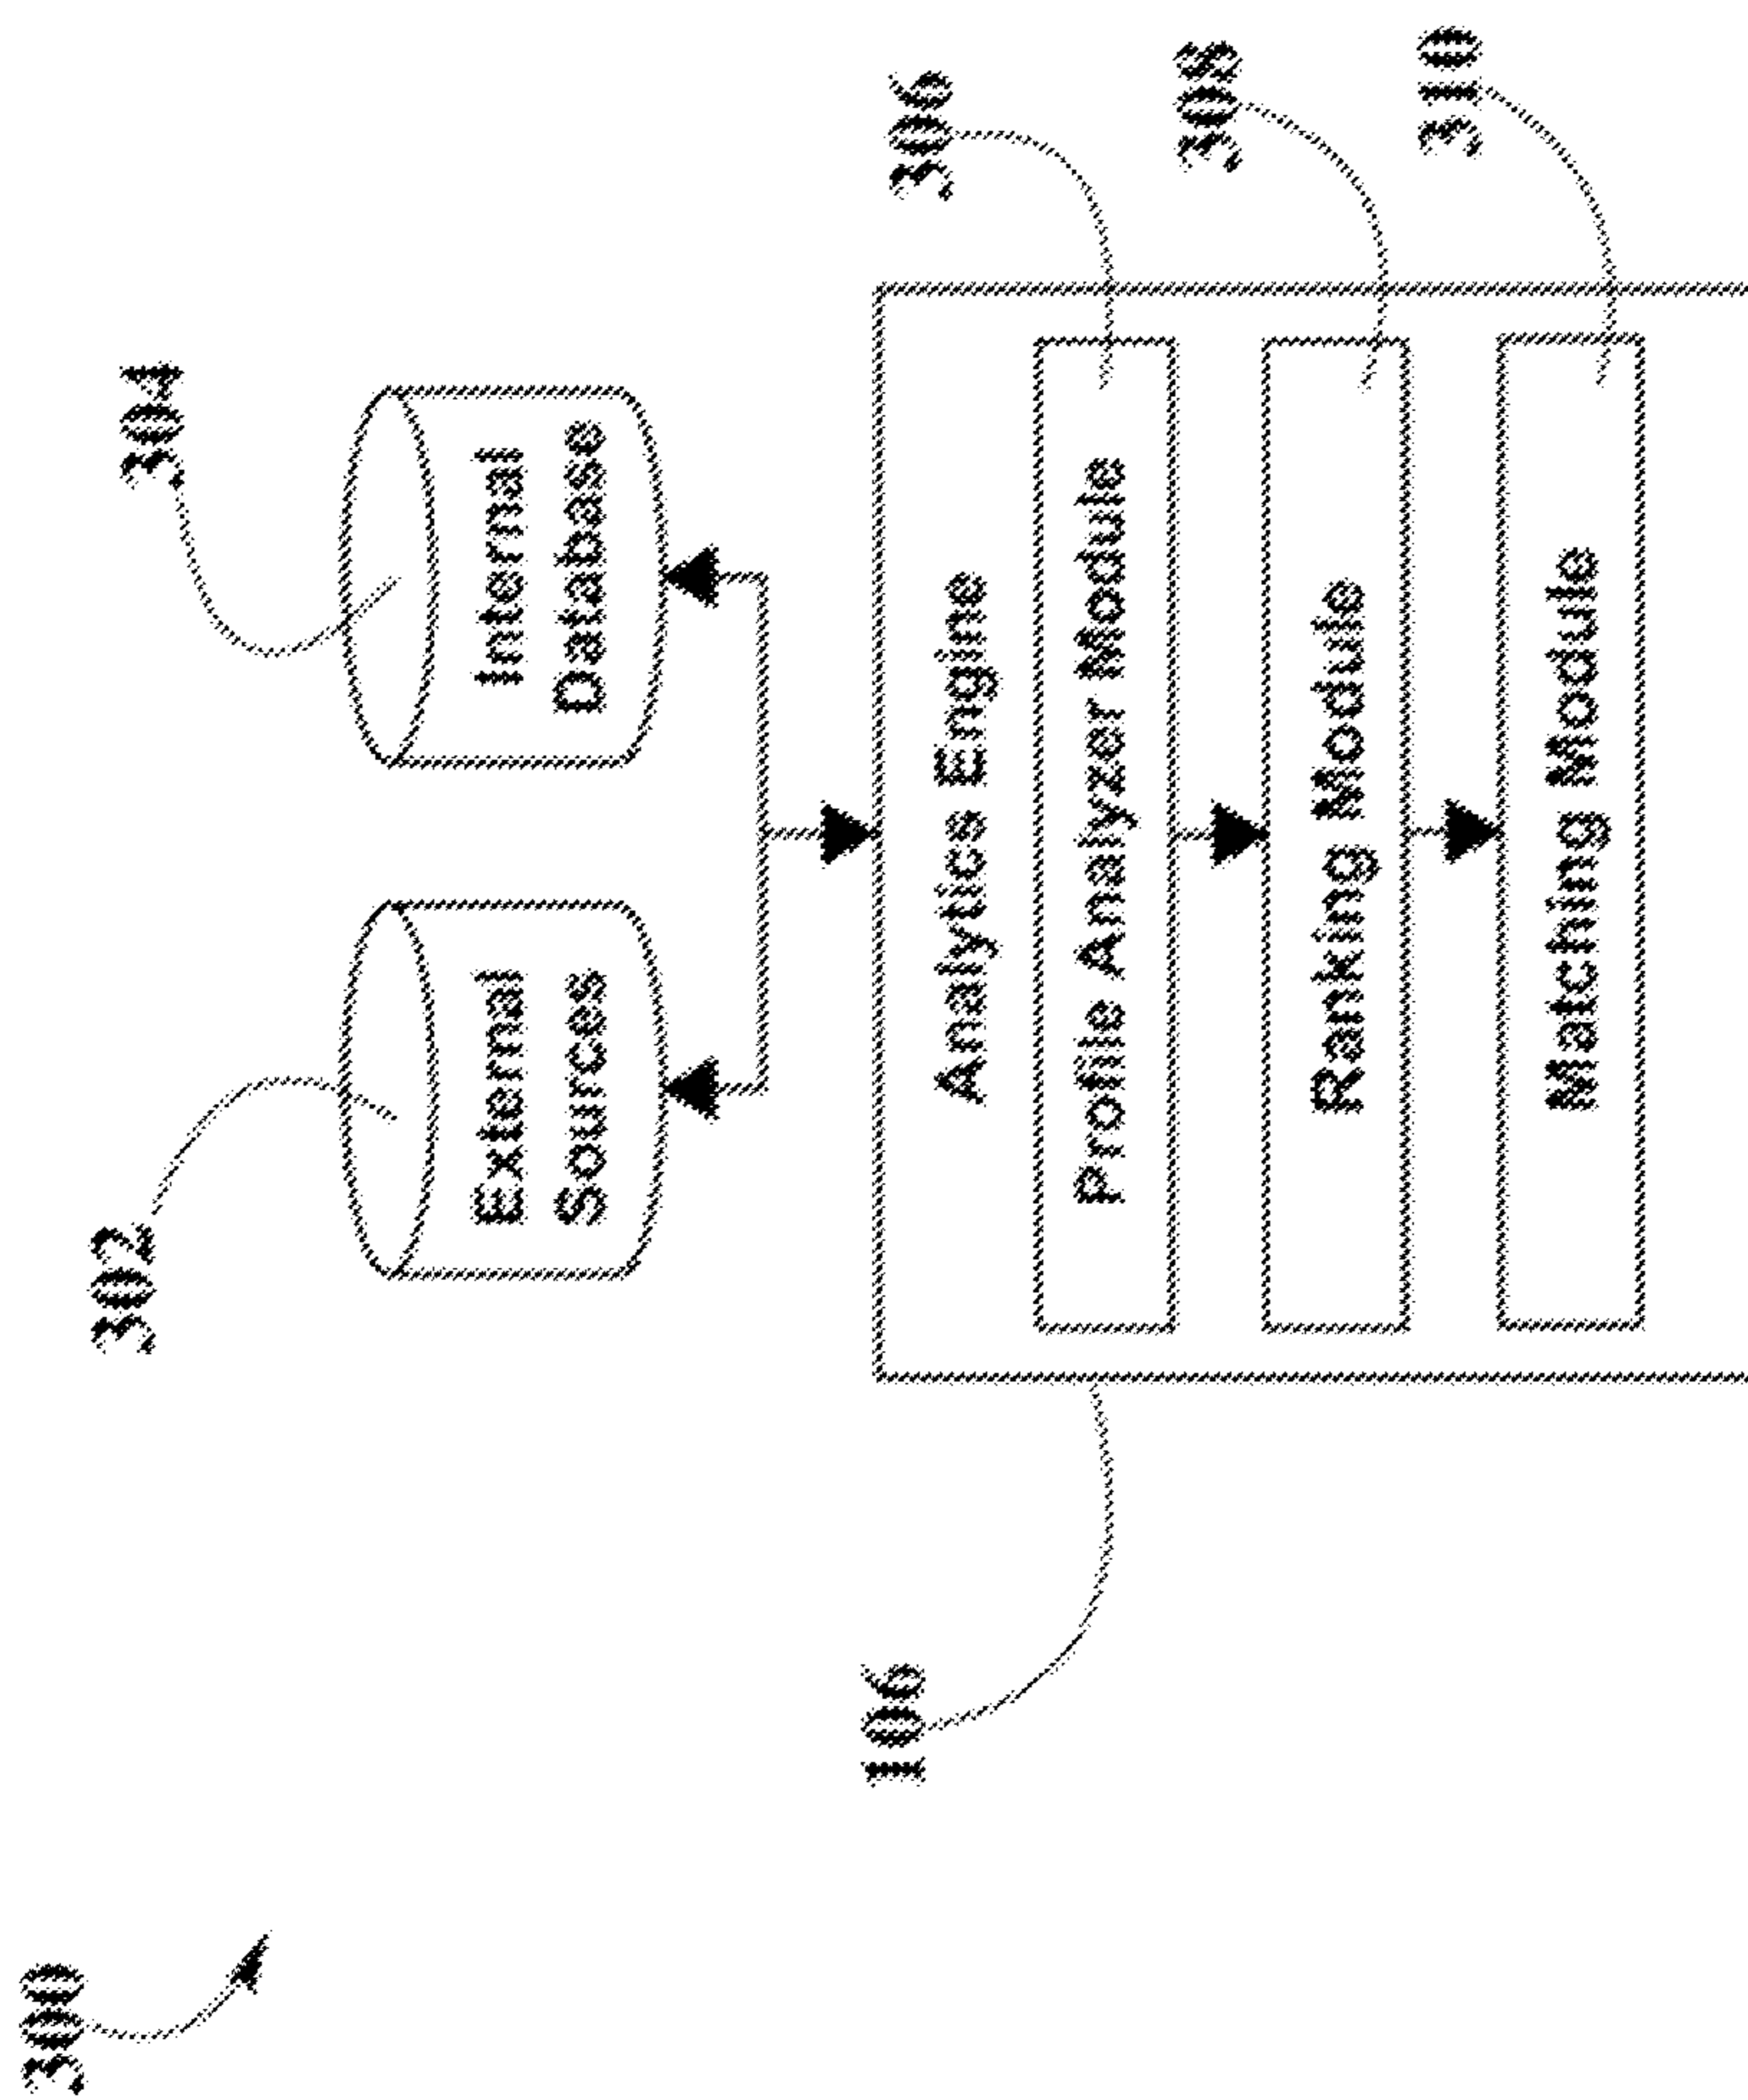 300
302
304
External
Sources
Internal
Database
106
306
Analytics Engine
Profile Analyzer Module
308
Ranking Module
310
Matching Module